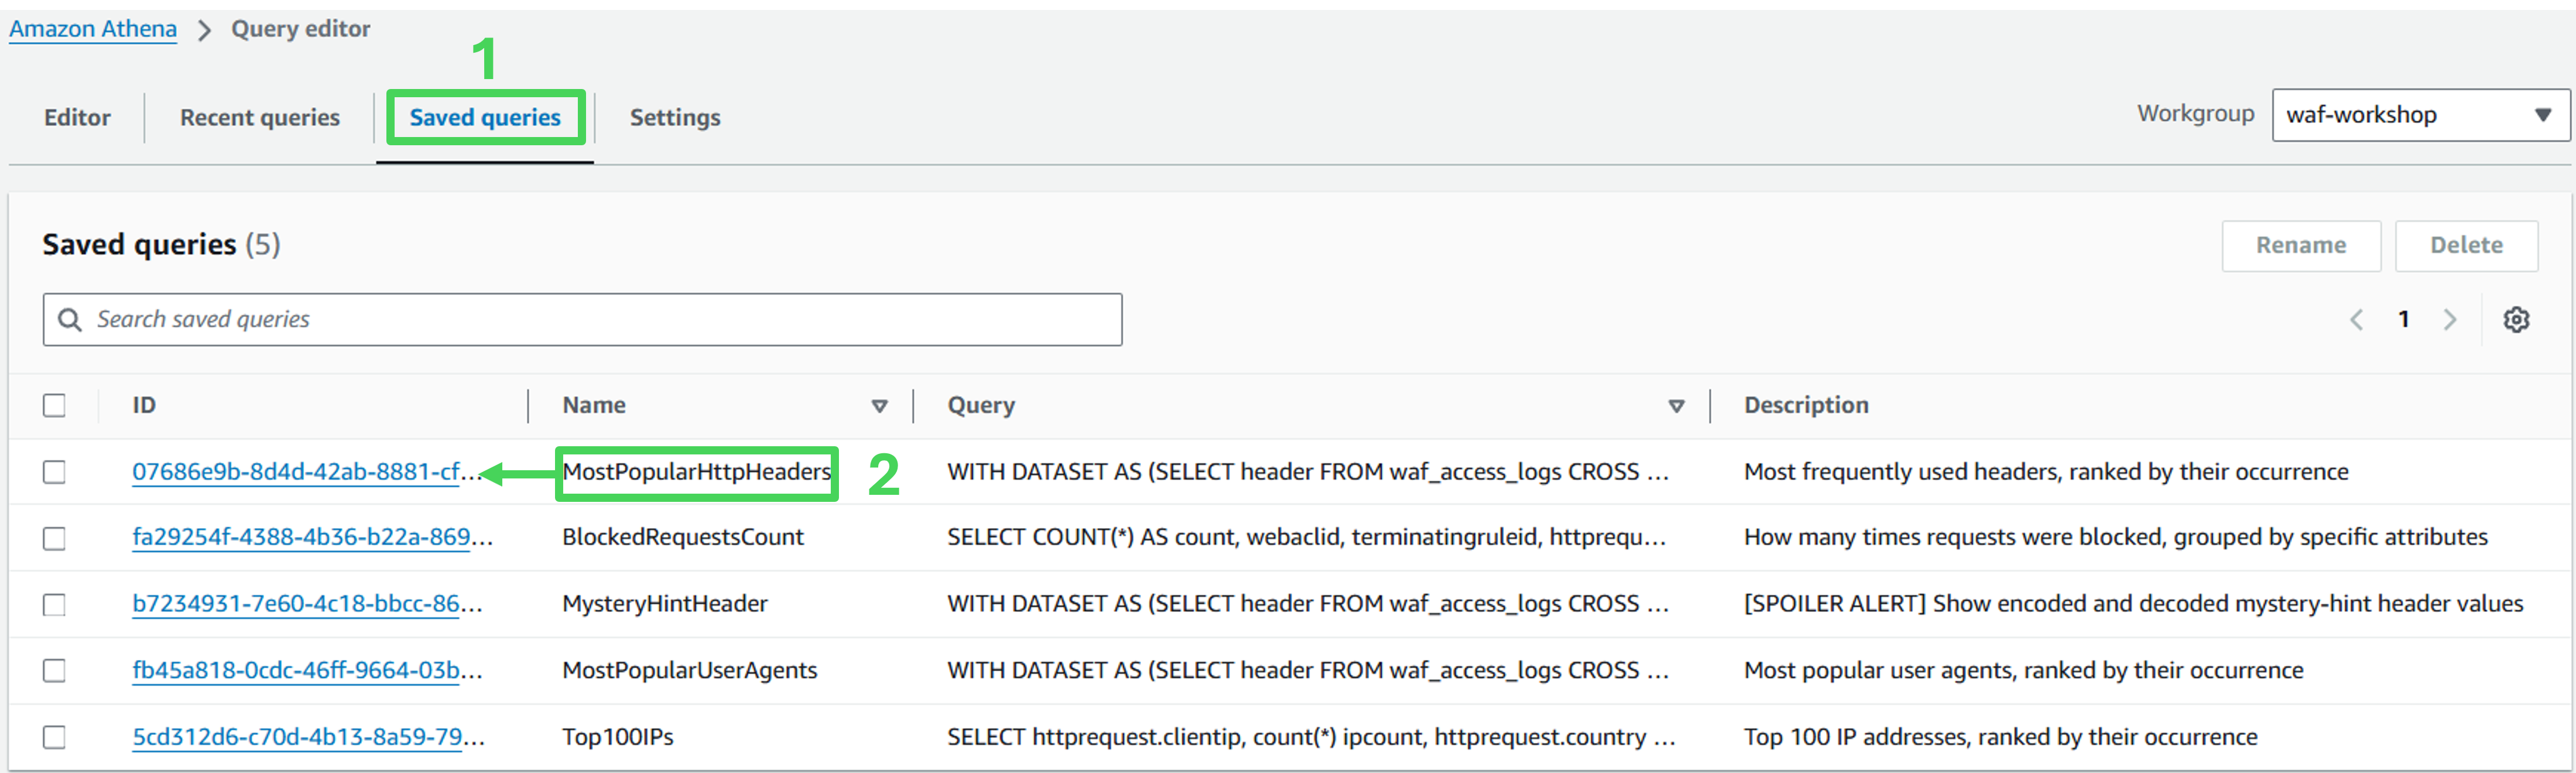 Amazon Athena > Query editor
1
Editor Recent queries Saved queries Settings Workgroup waf-workshop
Saved queries (5) Rename Delete
Search saved queries 1
ID Name Query Description
07686e9b-8d4d-42ab-8881-cf... MostPopularHttpHeaders 2 WITH DATASET AS (SELECT header FROM waf_access_logs CROSS ... Most frequently used headers, ranked by their occurrence
fa29254f-4388-4b36-b22a-869... BlockedRequestsCount SELECT COUNT(*) AS count, webaclid, terminatingruleid, httprequ... How many times requests were blocked, grouped by specific attributes
b7234931-7e60-4c18-bbcc-86... MysteryHintHeader WITH DATASET AS (SELECT header FROM waf_access_logs CROSS ... [SPOILER ALERT] Show encoded and decoded mystery-hint header values
fb45a818-0cdc-46ff-9664-03b... MostPopularUserAgents WITH DATASET AS (SELECT header FROM waf_access_logs CROSS ... Most popular user agents, ranked by their occurrence
5cd312d6-c70d-4b13-8a59-79... Top100IPs SELECT httprequest.clientip, count(*) ipcount, httprequest.country ... Top 100 IP addresses, ranked by their occurrence